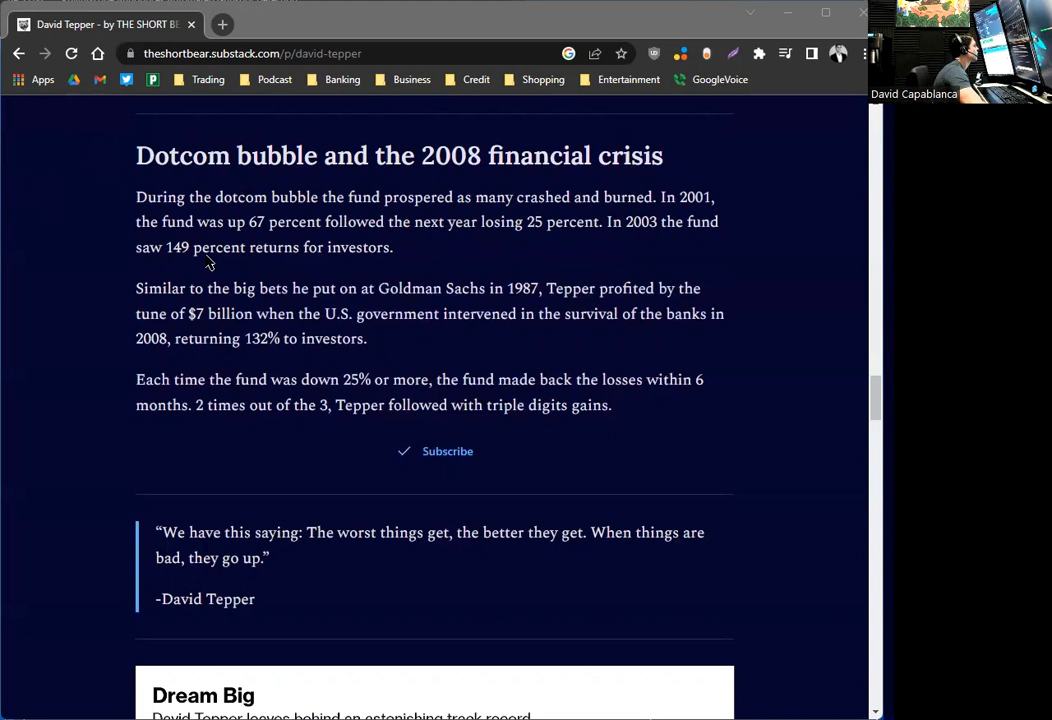 David Tepper - by THE SHORT BE
theshortbear.substack.com/p/david-tepper
Apps Trading Podcast Banking Business Credit Shopping Entertainment GoogleVoice
David Capablanca
Dotcom bubble and the 2008 financial crisis
During the dotcom bubble the fund prospered as many crashed and burned. In 2001,
the fund was up 67 percent followed the next year losing 25 percent. In 2003 the fund
saw 149 percent returns for investors.
Similar to the big bets he put on at Goldman Sachs in 1987, Tepper profited by the
tune of $7 billion when the U.S. government intervened in the survival of the banks in
2008, returning 132% to investors.
Each time the fund was down 25% or more, the fund made back the losses within 6
months. 2 times out of the 3, Tepper followed with triple digits gains.
Subscribe
“We have this saying: The worst things get, the better they get. When things are
bad, they go up.”
-David Tepper
Dream Big
David Tepper leaves behind an astonishing track record